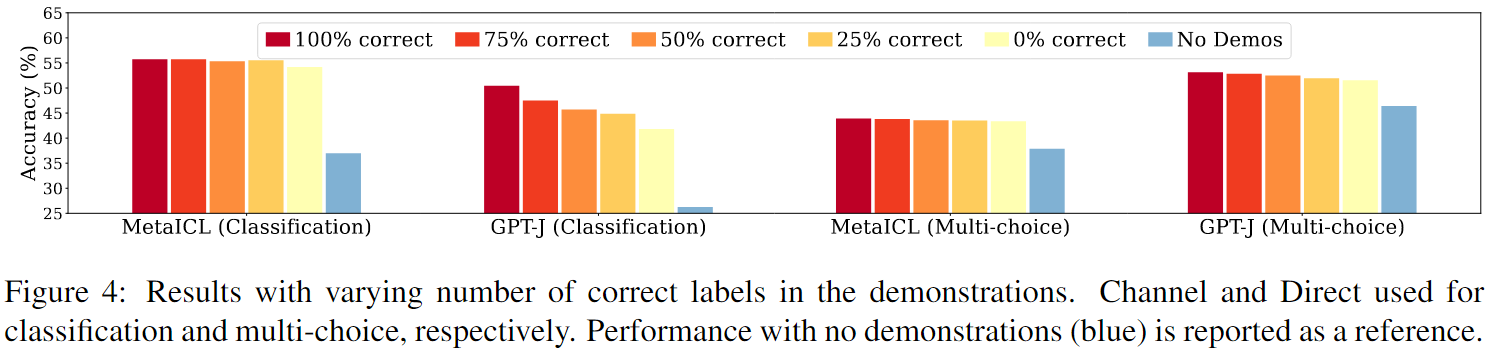 65
60
55
50
45
40
35
30
25
Accuracy (%)
100% correct 75% correct 50% correct 25% correct 0% correct No Demos
MetaICL (Classification) GPT-J (Classification) MetaICL (Multi-choice) GPT-J (Multi-choice)
Figure 4: Results with varying number of correct labels in the demonstrations. Channel and Direct used for
classification and multi-choice, respectively. Performance with no demonstrations (blue) is reported as a reference.